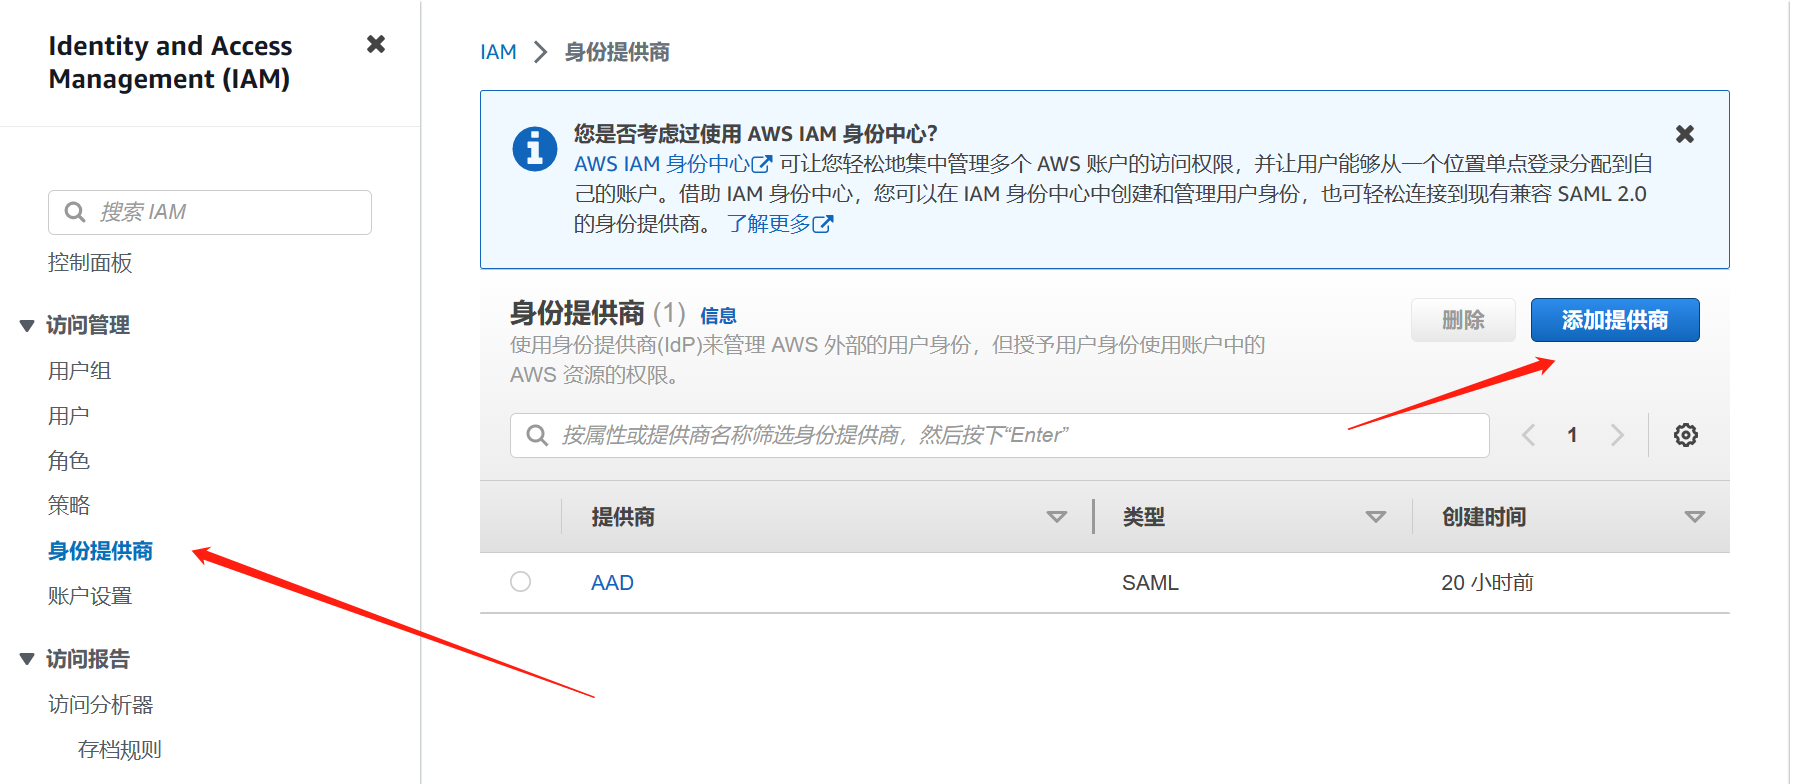 Identity and Access
Management (IAM)
搜索 IAM
控制面板
访问管理
用户组
用户
角色
策略
身份提供商
账户设置
访问报告
访问分析器
存档规则
IAM
身份提供商
您是否考虑过使用 AWS IAM 身份中心？
AWS IAM 身份中心 可让您轻松地集中管理多个 AWS 账户的访问权限，并让用户能够从一个位置单点登录分配到自
己的账户。借助 IAM 身份中心，您可以在 IAM 身份中心中创建和管理用户身份，也可轻松连接到现有兼容 SAML 2.0
的身份提供商。 了解更多
身份提供商 (1) 信息
删除
添加提供商
使用身份提供商(IdP)来管理 AWS 外部的用户身份，但授予用户身份使用账户中的
AWS 资源的权限。
按属性或提供商名称筛选身份提供商，然后按下“Enter”
1
提供商 类型 创建时间
AAD SAML 20 小时前